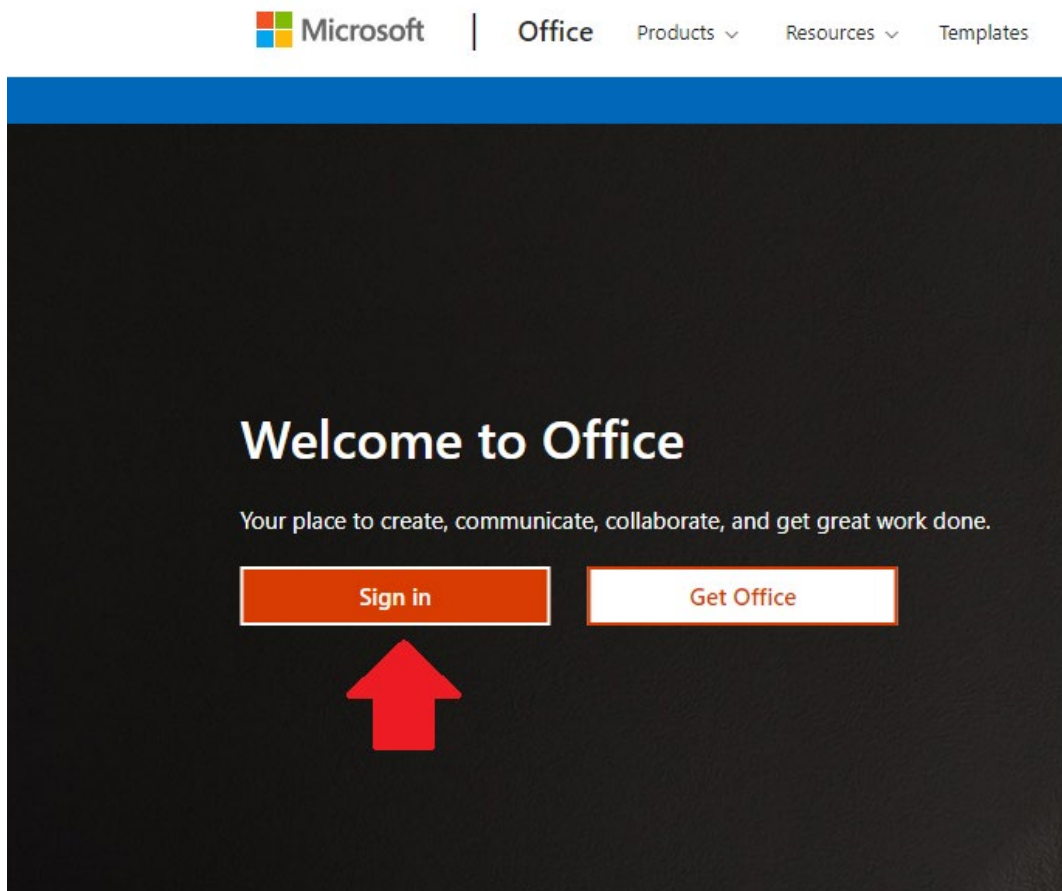 Microsoft | Office Products Resources Templates
Welcome to Office
Your place to create, communicate, collaborate, and get great work done.
Sign in Get Office